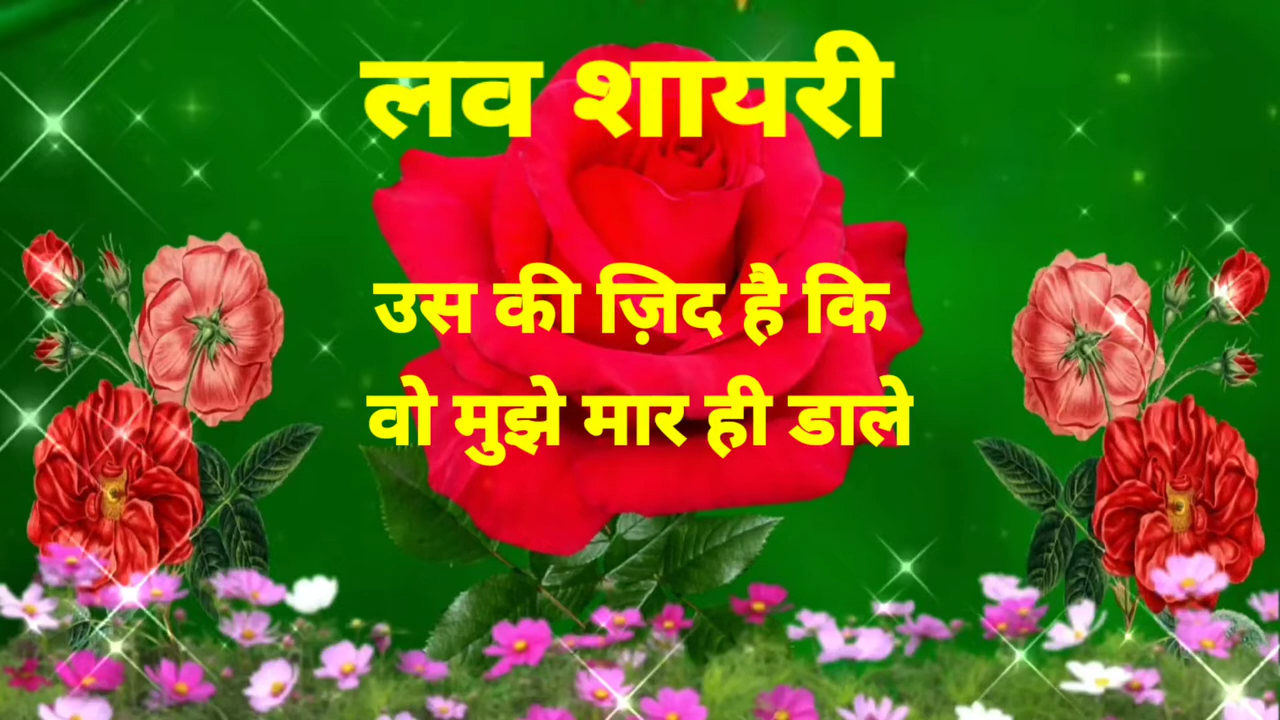 लव शायरी
उस की ज़िद है कि
वो मुझे मार ही डाले